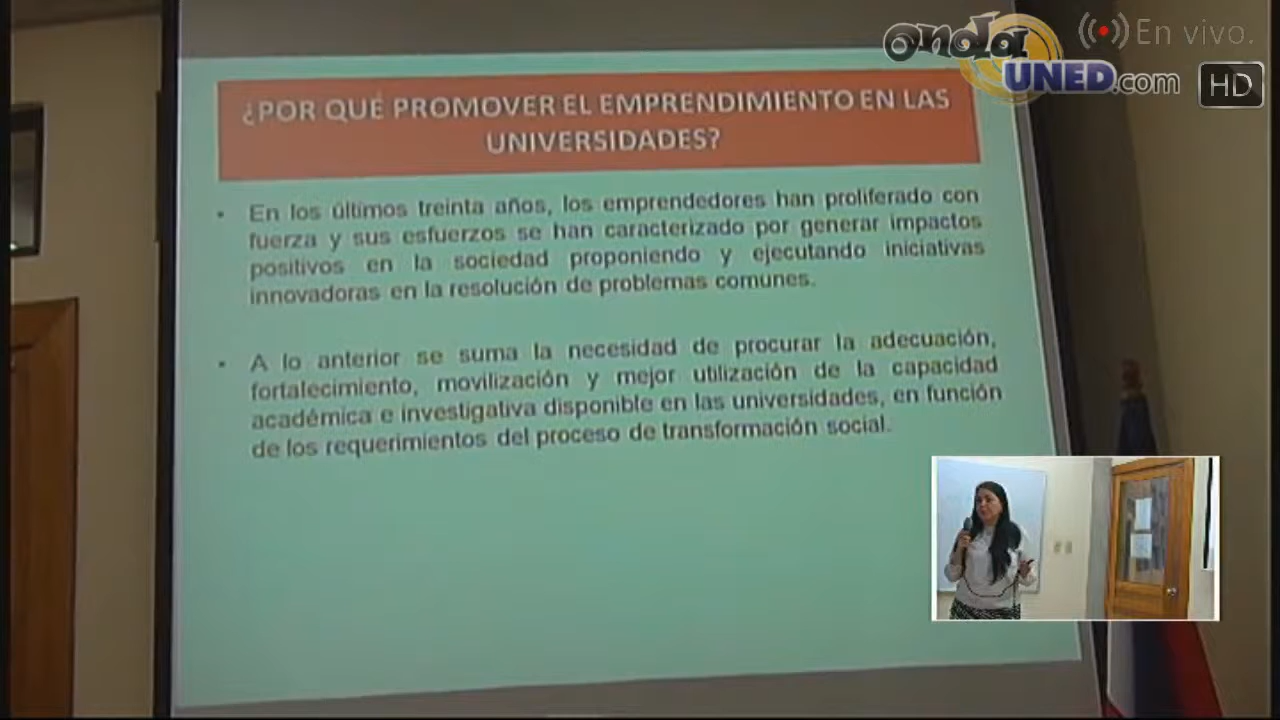 onda
UNED.com
En vivo.
HD
¿POR QUÉ PROMOVER EL EMPRENDIMIENTO EN LAS
UNIVERSIDADES?
• En los últimos treinta años, los emprendedores han proliferado con
fuerza y sus esfuerzos se han caracterizado por generar impactos
positivos en la sociedad proponiendo y ejecutando iniciativas
innovadoras en la resolución de problemas comunes.
• A lo anterior se suma la necesidad de procurar la adecuación,
fortalecimiento, movilización y mejor utilización de la capacidad
académica e investigativa disponible en las universidades, en función
de los requerimientos del proceso de transformación social.